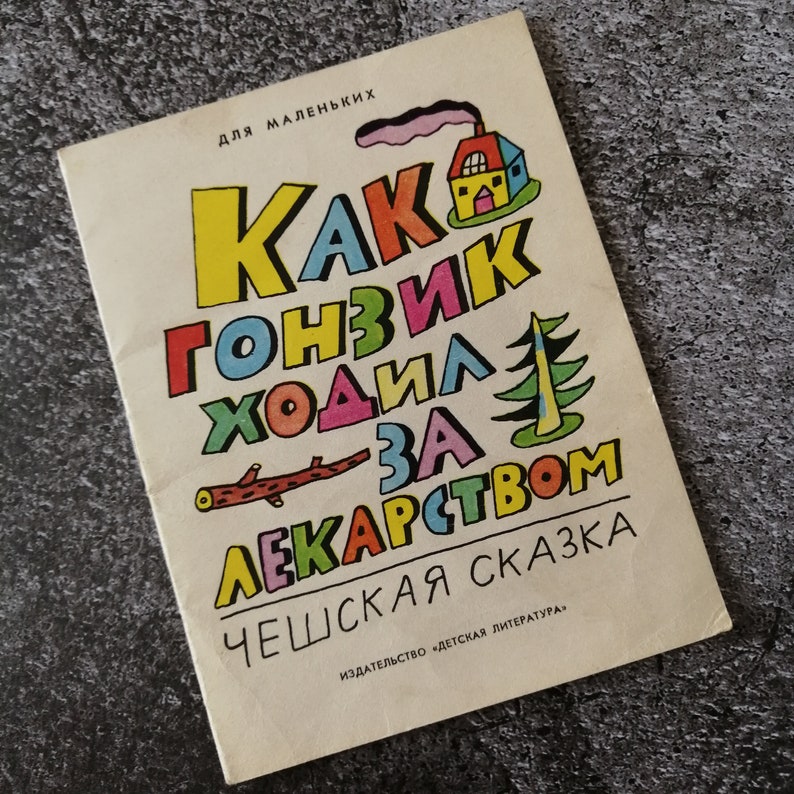 ДЛЯ МАЛЕНЬКИХ
КАК
ГОНЗИК
ХОДИЛ
ЗА
ЛЕКАРСТВОМ
ЧЕШСКАЯ СКАЗКА
ИЗДАТЕЛЬСТВО «ДЕТСКАЯ ЛИТЕРАТУРА»